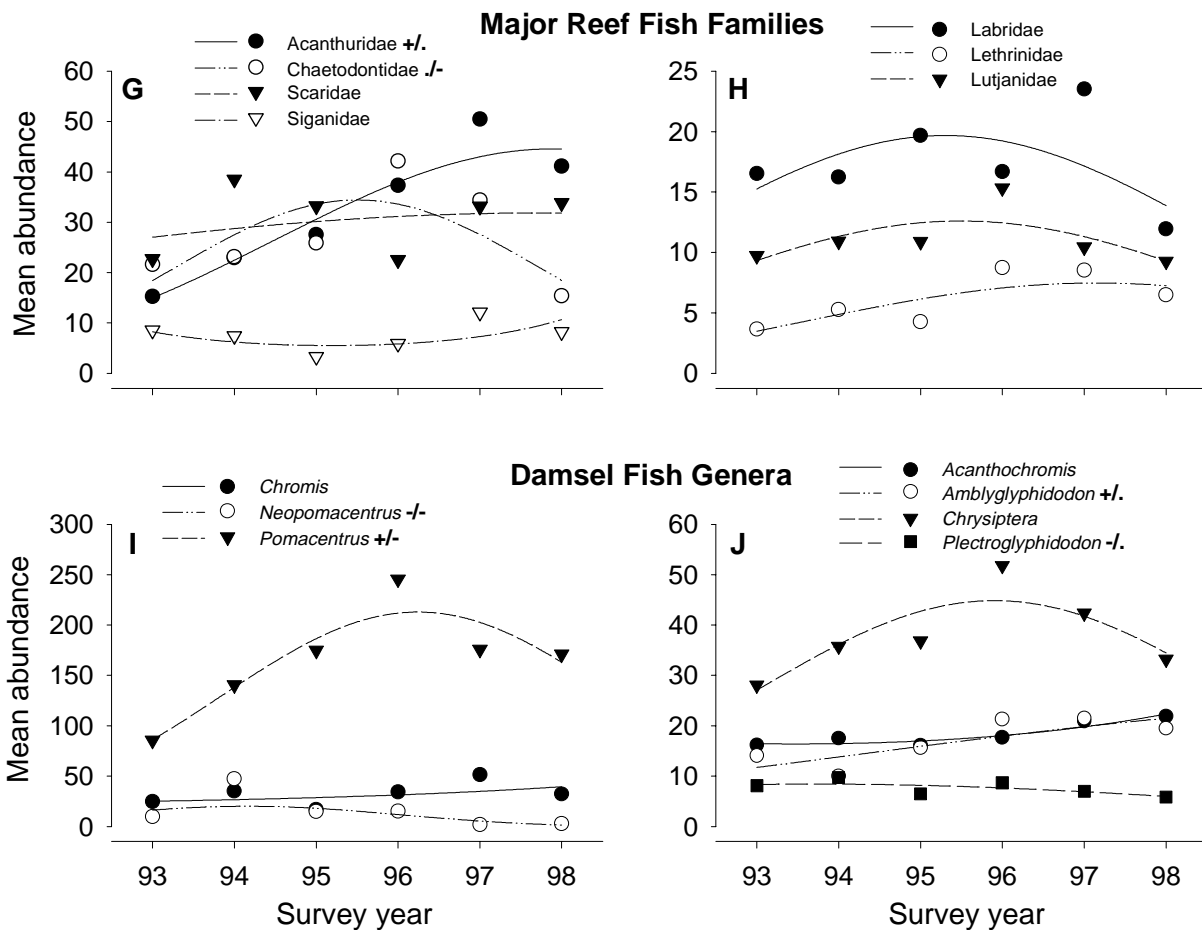 Major Reef Fish Families
G
Acanthuridae +/.
Chaetodontidae ./-
Scaridae
Siganidae
Mean abundance
60
50
40
30
20
10
0
H
Labridae
Lethrinidae
Lutjanidae
25
20
15
10
5
0
Damsel Fish Genera
I
Chromis
Neopomacentrus -/-
Pomacentrus +/-
Mean abundance
300
250
200
150
100
50
0
93 94 95 96 97 98
Survey year
J
Acanthochromis
Amblyglyphidodon +/.
Chrysiptera
Plectroglyphidodon -/.
60
50
40
30
20
10
0
93 94 95 96 97 98
Survey year